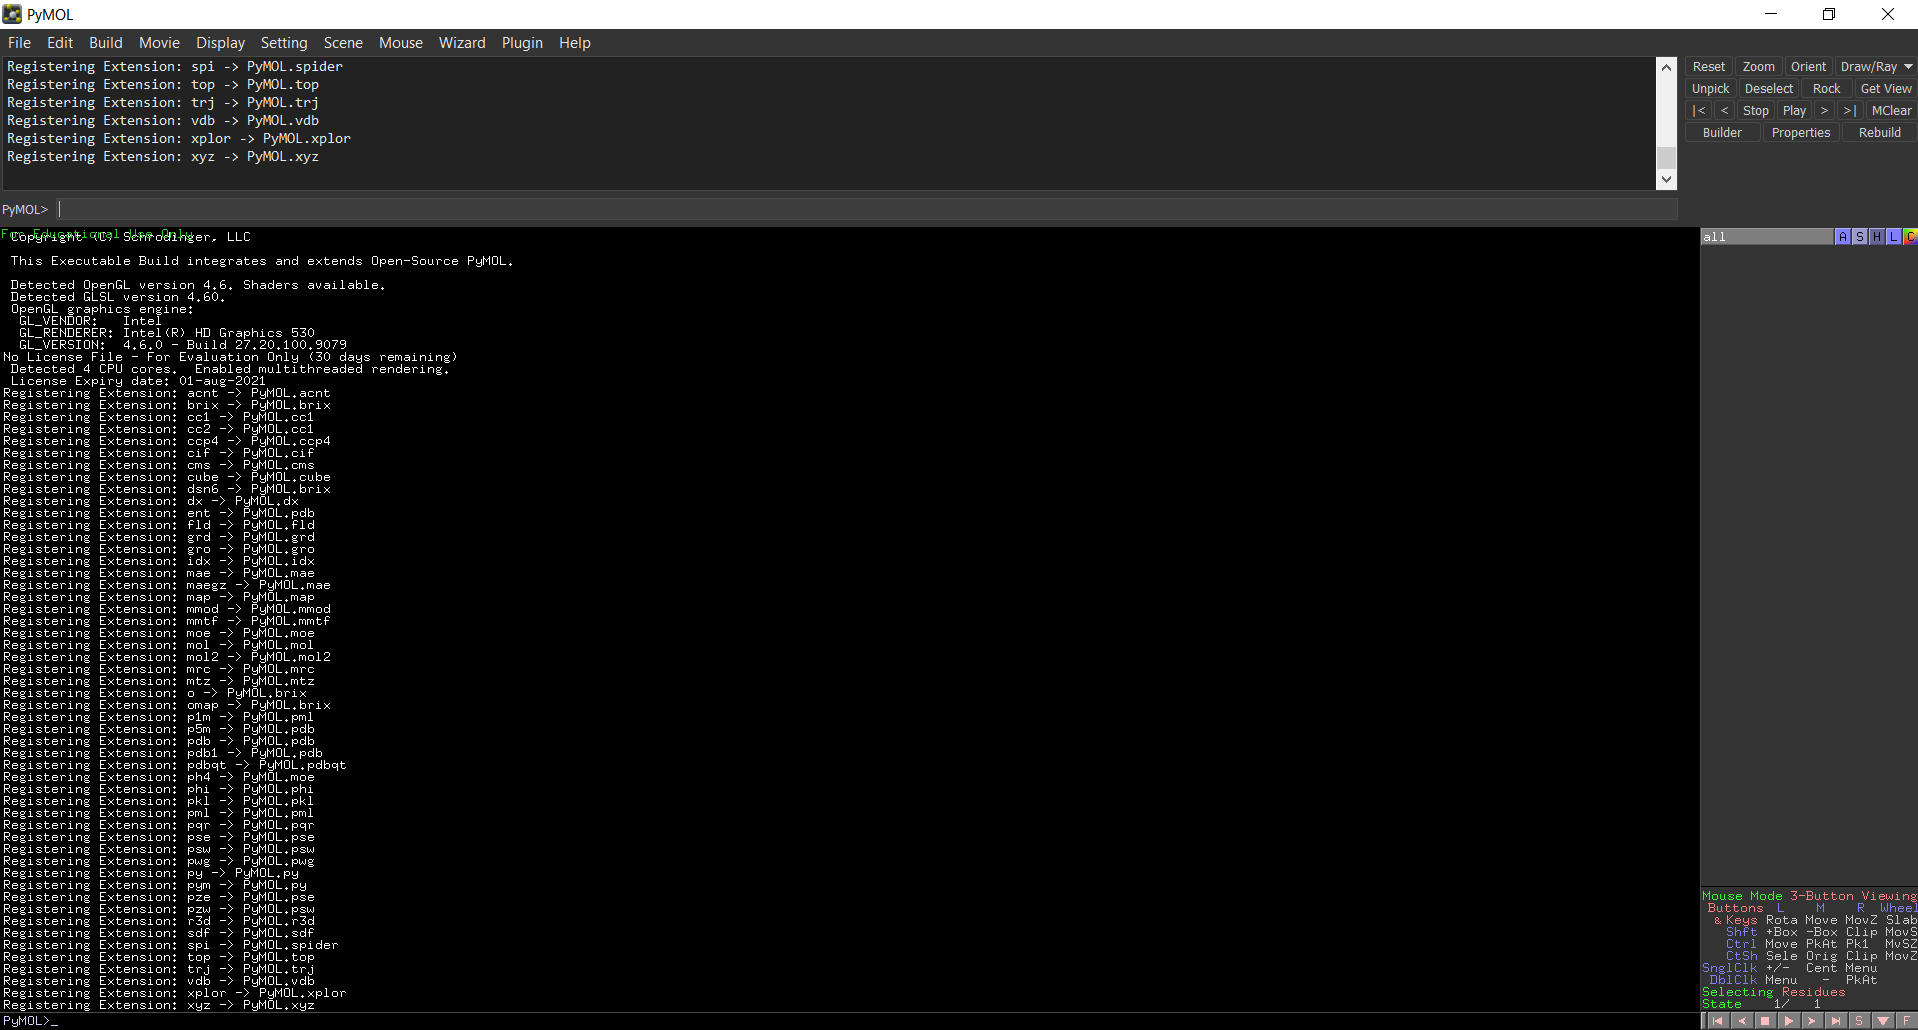 PyMOL
File Edit Build Movie Display Setting Scene Mouse Wizard Plugin Help
Registering Extension: spi -> PyMOL.spider
Registering Extension: top -> PyMOL.top
Registering Extension: trj -> PyMOL.trj
Registering Extension: vdb -> PyMOL.vdb
Registering Extension: xplor -> PyMOL.xplor
Registering Extension: xyz -> PyMOL.xyz
Reset Zoom Orient Draw/Ray
Unpick Deselect Rock Get View
|< < Stop Play > >| MClear
Builder Properties Rebuild
PyMOL>
For Educational Use Only
Copyright (C) Schrodinger, LLC
This Executable Build integrates and extends Open-Source PyMOL.
Detected OpenGL version 4.6. Shaders available.
Detected GLSL version 4.60.
OpenGL graphics engine:
GL_VENDOR: Intel
GL_RENDERER: Intel(R) HD Graphics 530
GL_VERSION: 4.6.0 - Build 27.20.100.9079
No License File - For Evaluation Only (30 days remaining)
Detected 4 CPU cores. Enabled multithreaded rendering.
License Expiry date: 01-aug-2021
Registering Extension: acnt -> PyMOL.acnt
Registering Extension: brix -> PyMOL.brix
Registering Extension: cc1 -> PyMOL.cc1
Registering Extension: cc2 -> PyMOL.cc1
Registering Extension: ccp4 -> PyMOL.ccp4
Registering Extension: cif -> PyMOL.cif
Registering Extension: cms -> PyMOL.cms
Registering Extension: cube -> PyMOL.cube
Registering Extension: dsn6 -> PyMOL.brix
Registering Extension: dx -> PyMOL.dx
Registering Extension: ent -> PyMOL.pdb
Registering Extension: fld -> PyMOL.fld
Registering Extension: grd -> PyMOL.grd
Registering Extension: gro -> PyMOL.gro
Registering Extension: idx -> PyMOL.idx
Registering Extension: mae -> PyMOL.mae
Registering Extension: maegz -> PyMOL.mae
Registering Extension: map -> PyMOL.map
Registering Extension: mmod -> PyMOL.mmod
Registering Extension: mmtf -> PyMOL.mmtf
Registering Extension: moe -> PyMOL.moe
Registering Extension: mol -> PyMOL.mol
Registering Extension: mol2 -> PyMOL.mol2
Registering Extension: mrc -> PyMOL.mrc
Registering Extension: mtz -> PyMOL.mtz
Registering Extension: o -> PyMOL.brix
Registering Extension: omap -> PyMOL.brix
Registering Extension: p1m -> PyMOL.pml
Registering Extension: p5m -> PyMOL.pdb
Registering Extension: pdb -> PyMOL.pdb
Registering Extension: pdb1 -> PyMOL.pdb
Registering Extension: pdbqt -> PyMOL.pdbqt
Registering Extension: ph4 -> PyMOL.moe
Registering Extension: phi -> PyMOL.phi
Registering Extension: pkl -> PyMOL.pkl
Registering Extension: pml -> PyMOL.pml
Registering Extension: pqr -> PyMOL.pqr
Registering Extension: pse -> PyMOL.pse
Registering Extension: psw -> PyMOL.psw
Registering Extension: pwg -> PyMOL.pwg
Registering Extension: py -> PyMOL.py
Registering Extension: pym -> PyMOL.py
Registering Extension: pze -> PyMOL.pse
Registering Extension: pzw -> PyMOL.psw
Registering Extension: r3d -> PyMOL.r3d
Registering Extension: sdf -> PyMOL.sdf
Registering Extension: spi -> PyMOL.spider
Registering Extension: top -> PyMOL.top
Registering Extension: trj -> PyMOL.trj
Registering Extension: vdb -> PyMOL.vdb
Registering Extension: xplor -> PyMOL.xplor
Registering Extension: xyz -> PyMOL.xyz
PyMOL>_
all A S H L C
Mouse Mode 3-Button Viewing
Buttons L M R Wheel
& Keys Rota Move MovZ Slab
Shft +Box -Box Clip MovS
Ctrl Move PkAt Pk1 MvSZ
CtSh Sele Orig Clip MovZ
SnglClk +/- Cent Menu
DblClk Menu - PkAt
Selecting Residues
State 1/ 1
S F